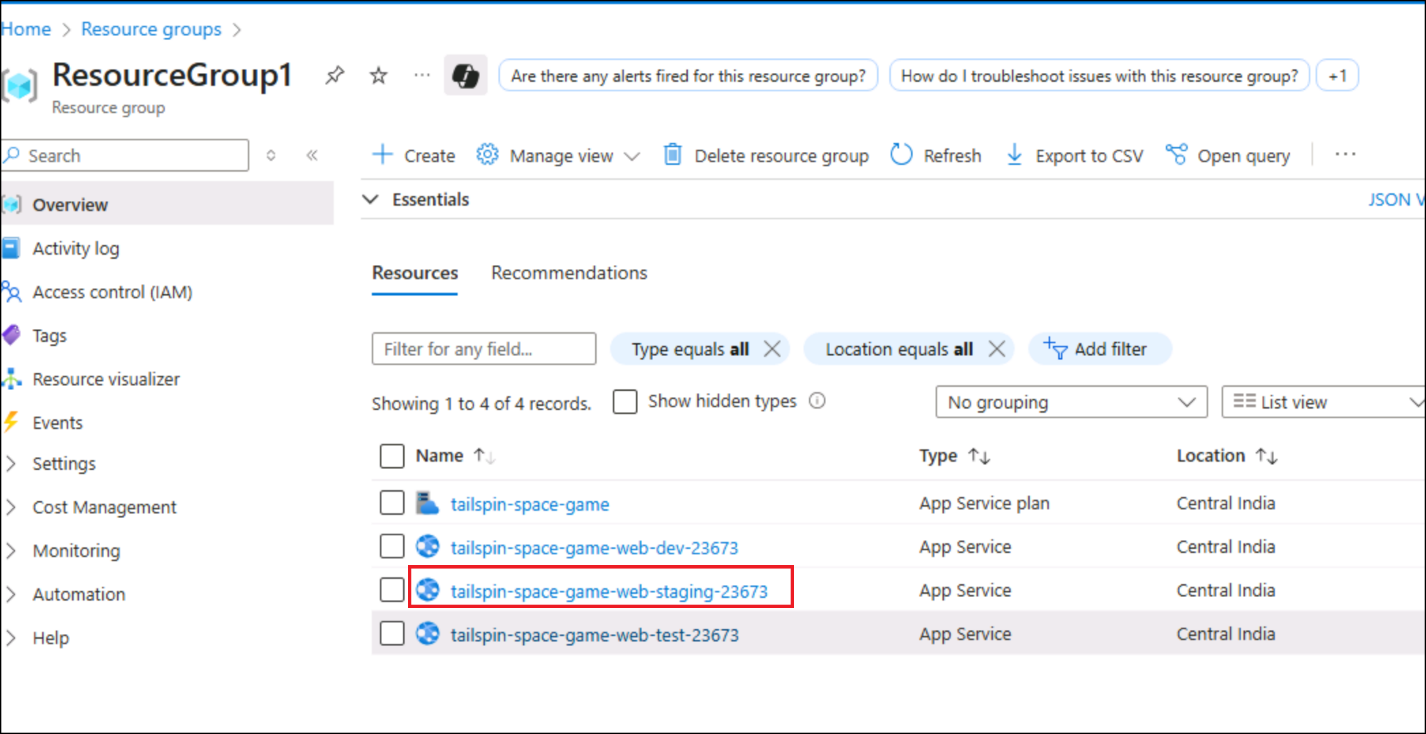 Home > Resource groups >
ResourceGroup1
Resource group
Are there any alerts fired for this resource group?
How do I troubleshoot issues with this resource group?
+1
Search
Create
Manage view
Delete resource group
Refresh
Export to CSV
Open query
Essentials
JSON V
Overview
Activity log
Access control (IAM)
Tags
Resource visualizer
Events
Settings
Cost Management
Monitoring
Automation
Help
Resources
Recommendations
Filter for any field...
Type equals all
Location equals all
Add filter
Showing 1 to 4 of 4 records.
Show hidden types
No grouping
List view
Name Type Location
tailspin-space-game App Service plan Central India
tailspin-space-game-web-dev-23673 App Service Central India
tailspin-space-game-web-staging-23673 App Service Central India
tailspin-space-game-web-test-23673 App Service Central India